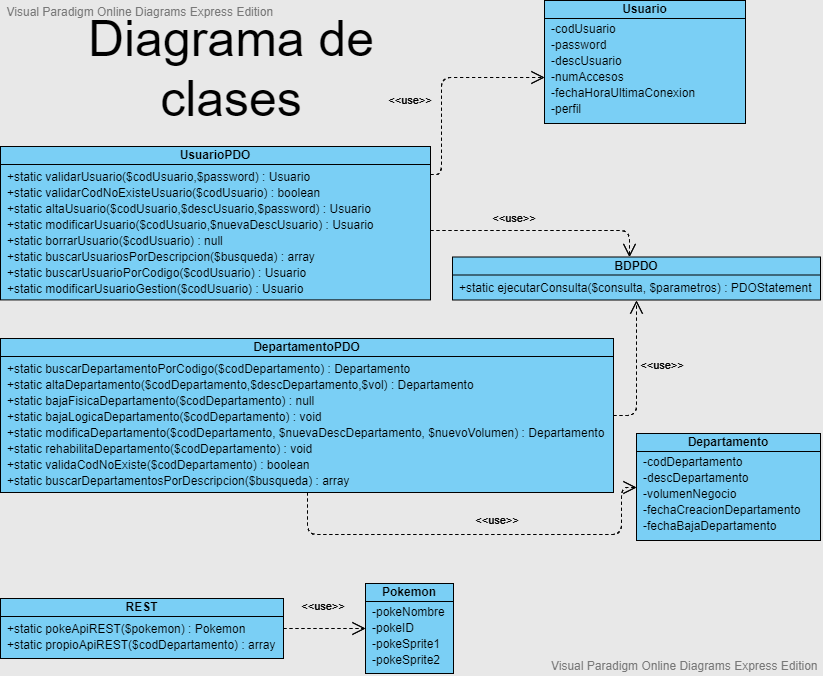 Visual Paradigm Online Diagrams Express Edition
Diagrama de
clases
Usuario
-codUsuario
-password
-descUsuario
-numAccesos
-fechaHoraUltimaConexion
-perfil
<<use>>
UsuarioPDO
+static validarUsuario($codUsuario,$password) : Usuario
+static validarCodNoExisteUsuario($codUsuario) : boolean
+static altaUsuario($codUsuario,$descUsuario,$password) : Usuario
+static modificarUsuario($codUsuario,$nuevaDescUsuario) : Usuario
+static borrarUsuario($codUsuario) : null
+static buscarUsuariosPorDescripcion($busqueda) : array
+static buscarUsuarioPorCodigo($codUsuario) : Usuario
+static modificarUsuarioGestion($codUsuario) : Usuario
<<use>>
BDPDO
+static ejecutarConsulta($consulta, $parametros) : PDOStatement
DepartamentoPDO
+static buscarDepartamentoPorCodigo($codDepartamento) : Departamento
+static altaDepartamento($codDepartamento,$descDepartamento,$vol) : Departamento
+static bajaFisicaDepartamento($codDepartamento) : null
+static bajaLogicaDepartamento($codDepartamento) : void
+static modificaDepartamento($codDepartamento, $nuevaDescDepartamento, $nuevoVolumen) : Departamento
+static rehabilitaDepartamento($codDepartamento) : void
+static validaCodNoExiste($codDepartamento) : boolean
+static buscarDepartamentosPorDescripcion($busqueda) : array
<<use>>
Departamento
-codDepartamento
-descDepartamento
-volumenNegocio
-fechaCreacionDepartamento
-fechaBajaDepartamento
<<use>>
REST
+static pokeApiREST($pokemon) : Pokemon
+static propioApiREST($codDepartamento) : array
<<use>>
Pokemon
-pokeNombre
-pokeID
-pokeSprite1
-pokeSprite2
Visual Paradigm Online Diagrams Express Edition